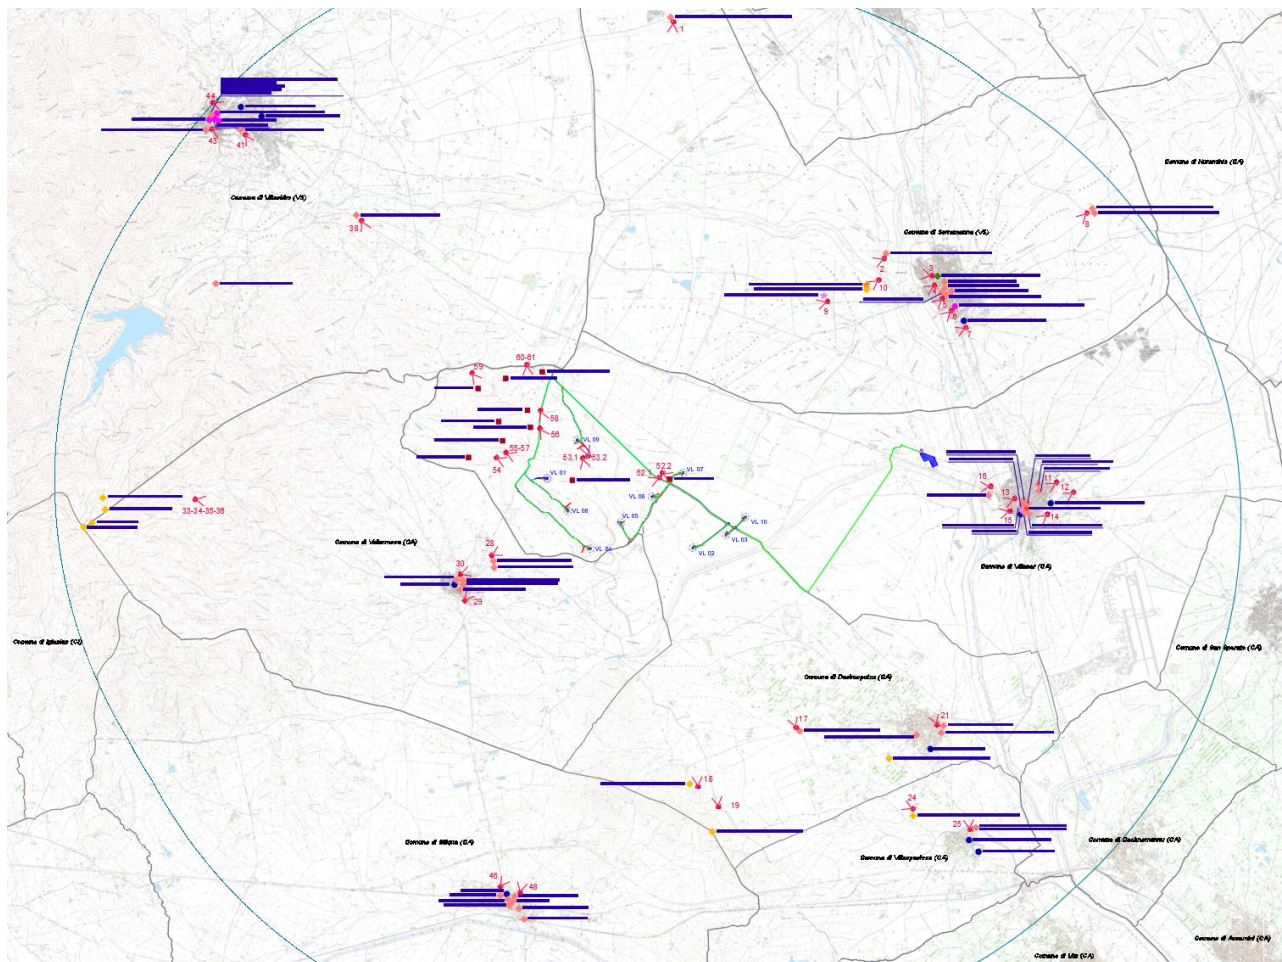 1
44
43
41
Comune di Villacidro (VS)
Comune di Nuraminis (CA)
38
8
Comune di Serramanna (VS)
2
3
10
4
5
9
6
7
60-61
59
58
56
VL 09
55-57
54
53,1
53.2
52,2
52,1
VL 07
VL 01
VL 06
VL 08
VL 05
VL 10
VL 03
VL 04
VL 02
16
11
12
13
15
14
33-34-35-36
Comune di Vallermosa (CA)
28
30
29
Comune di Villasor (CA)
Comune di Iglesias (CI)
Comune di San Sperate (CA)
Comune di Decimoputzu (CA)
17
21
18
19
24
25
Comune di Siliqua (CA)
Comune di Villaspeciosa (CA)
Comune di Decimomannu (CA)
46
48
Comune di Uta (CA)
Comune di Assemini (CA)